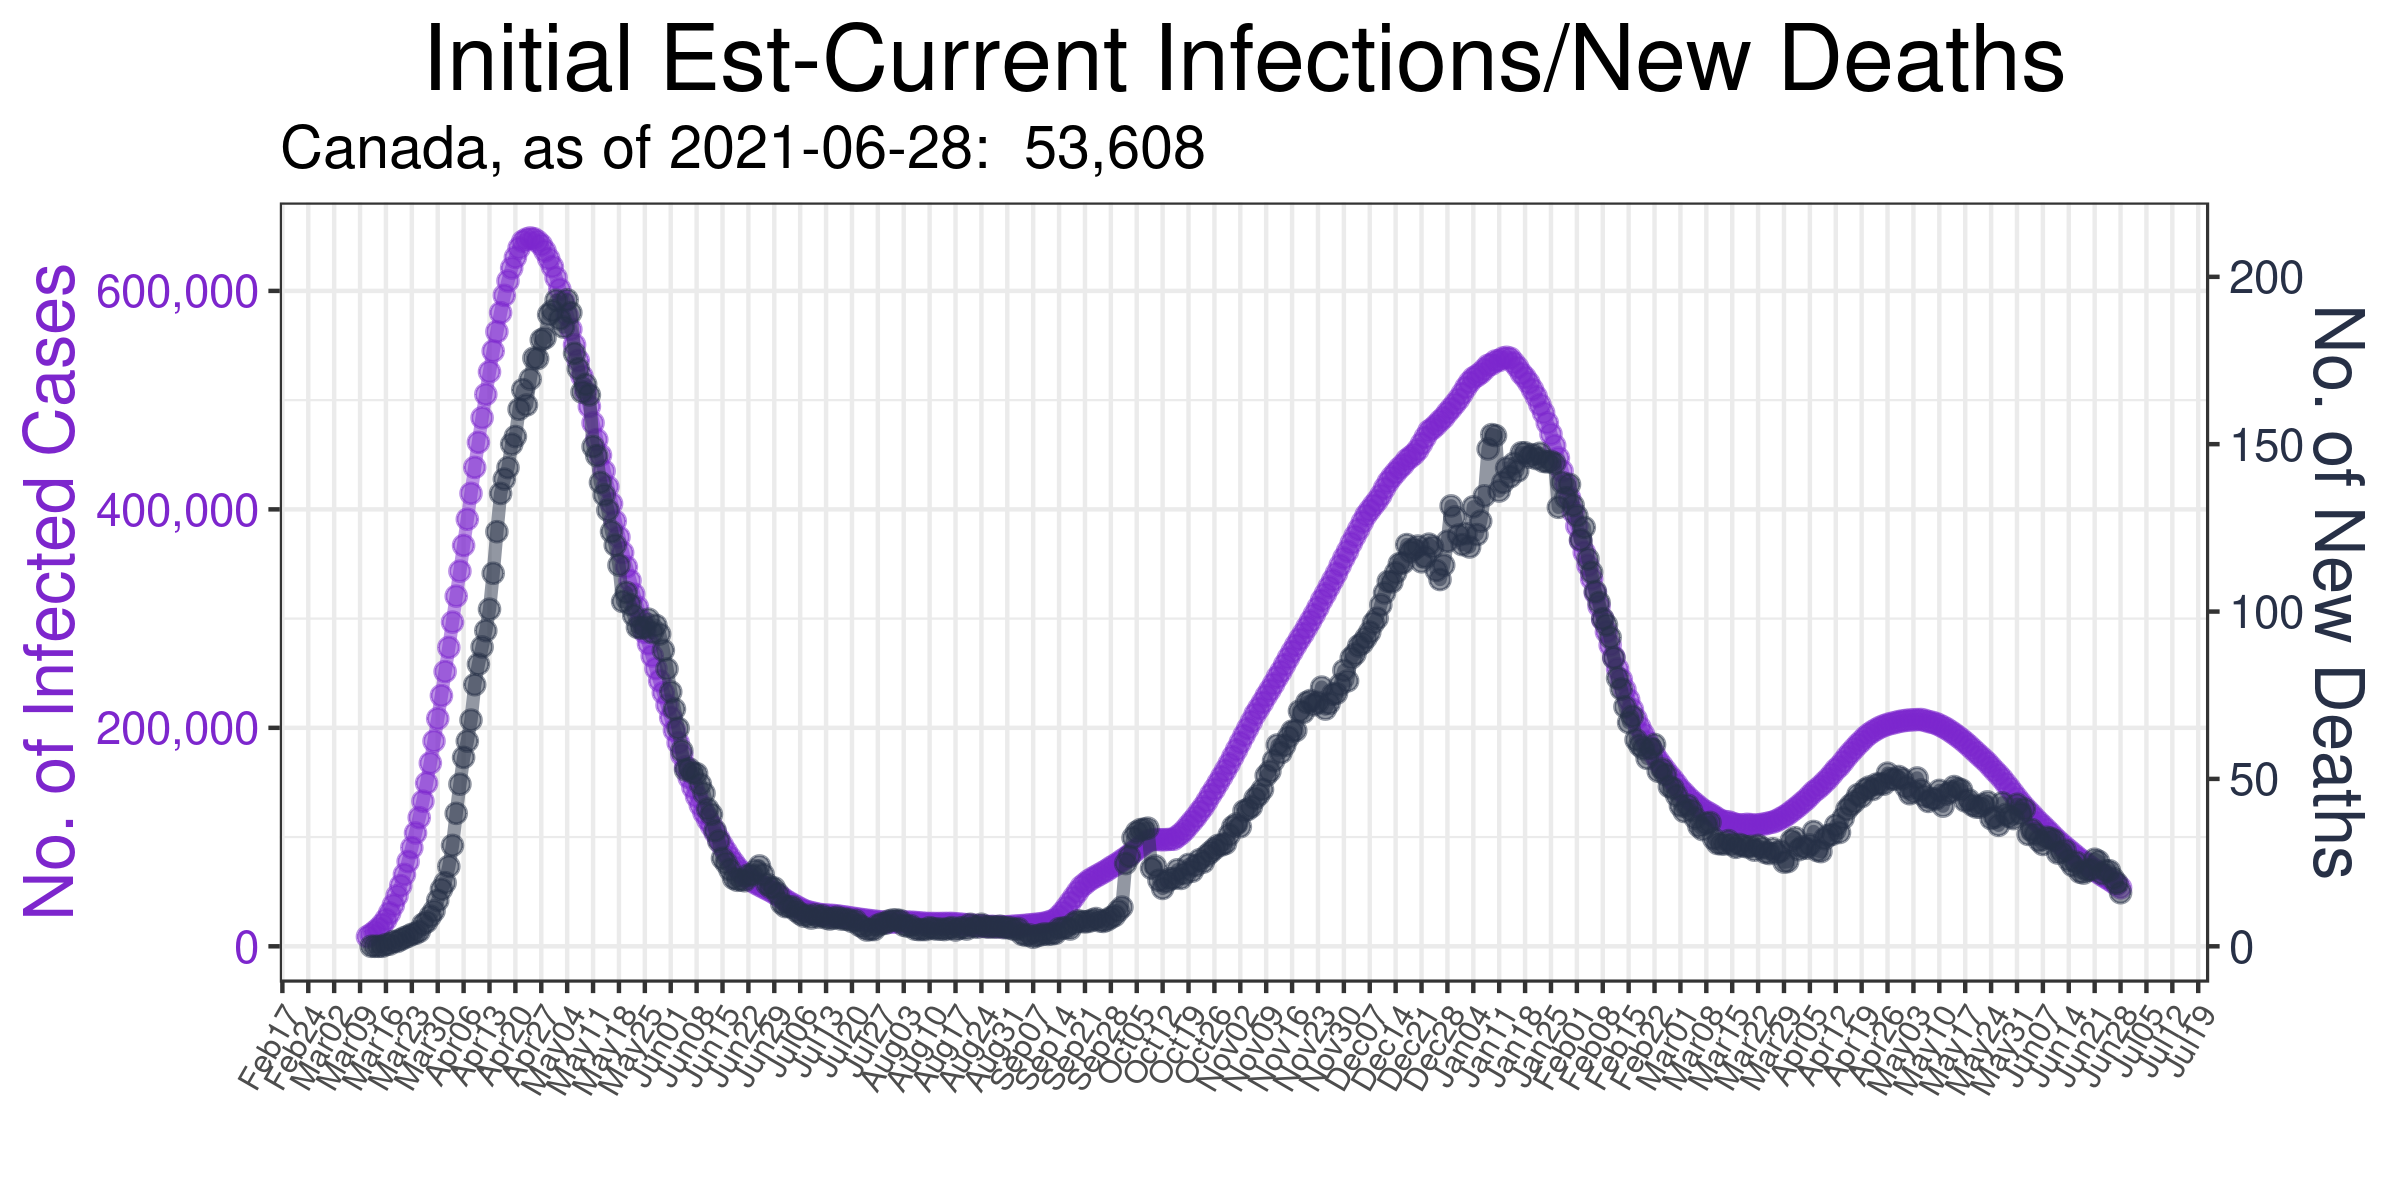 Initial Est-Current Infections/New Deaths
Canada, as of 2021-06-28:  53,608
No. of Infected Cases
600,000
400,000
200,000
0
200
150
100
50
0
No. of New Deaths
Feb17
Feb24
Mar02
Mar09
Mar16
Mar23
Mar30
Apr06
Apr13
Apr20
Apr27
May04
May11
May18
May25
Jun01
Jun08
Jun15
Jun22
Jun29
Jul06
Jul13
Jul20
Jul27
Aug03
Aug10
Aug17
Aug24
Aug31
Sep07
Sep14
Sep21
Sep28
Oct05
Oct12
Oct19
Oct26
Nov02
Nov09
Nov16
Nov23
Nov30
Dec07
Dec14
Dec21
Dec28
Jan04
Jan11
Jan18
Jan25
Feb01
Feb08
Feb15
Feb22
Mar01
Mar08
Mar15
Mar22
Mar29
Apr05
Apr12
Apr19
Apr26
May03
May10
May17
May24
May31
Jun07
Jun14
Jun21
Jun28
Jul05
Jul12
Jul19